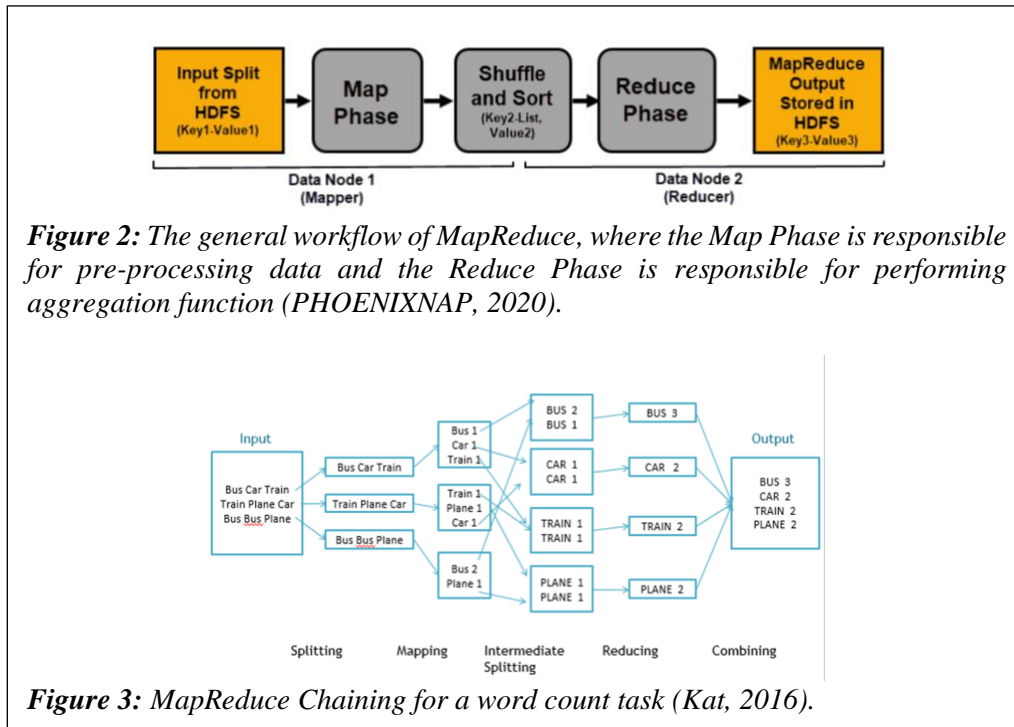 Input Split
from
HDFS
(Key1-Value1)
Map
Phase
Shuffle
and Sort
(Key2-List,
Value2)
Reduce
Phase
MapReduce
Output
Stored in
HDFS
(Key3-Value3)
Data Node 1
(Mapper)
Data Node 2
(Reducer)
Figure 2: The general workflow of MapReduce, where the Map Phase is responsible
for pre-processing data and the Reduce Phase is responsible for performing
aggregation function (PHOENIXNAP, 2020).
Input
Bus Car Train
Train Plane Car
Bus Bus Plane
Bus Car Train
Train Plane Car
Bus Bus Plane
Bus 1
Car 1
Train 1
Train 1
Plane 1
Car 1
Bus 2
Plane 1
BUS 2
BUS 1
CAR 1
CAR 1
TRAIN 1
TRAIN 1
PLANE 1
PLANE 1
BUS 3
CAR 2
TRAIN 2
PLANE 2
Output
BUS 3
CAR 2
TRAIN 2
PLANE 2
Splitting
Mapping
Intermediate
Splitting
Reducing
Combining
Figure 3: MapReduce Chaining for a word count task (Kat, 2016).